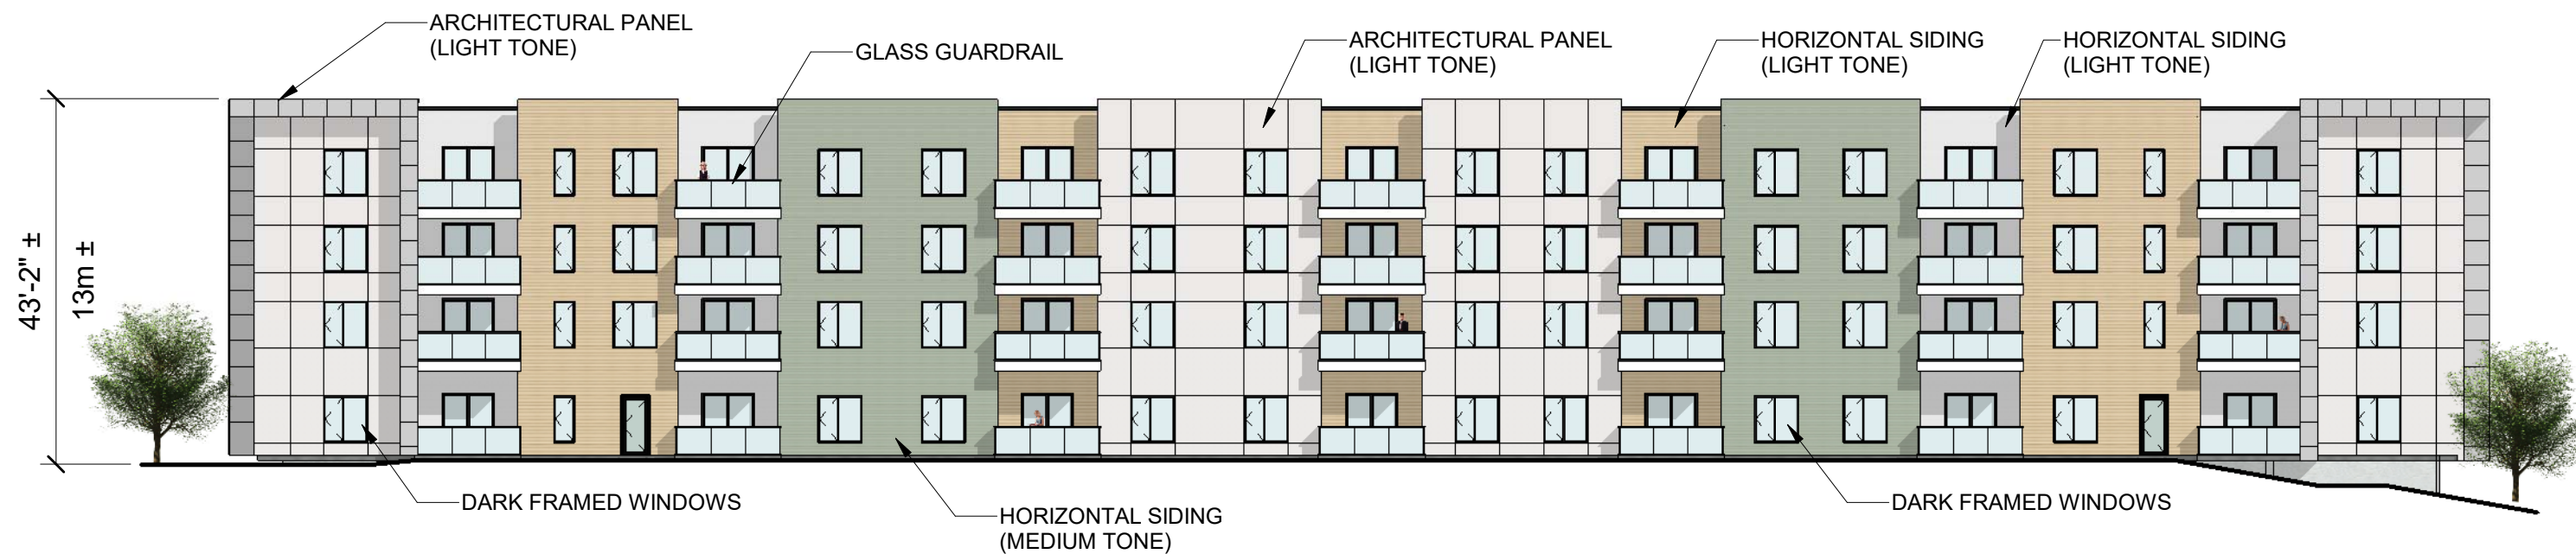 ARCHITECTURAL PANEL
(LIGHT TONE)
GLASS GUARDRAIL
ARCHITECTURAL PANEL
(LIGHT TONE)
HORIZONTAL SIDING
(LIGHT TONE)
HORIZONTAL SIDING
(LIGHT TONE)
43'-2" ±
13m ±
DARK FRAMED WINDOWS
HORIZONTAL SIDING
(MEDIUM TONE)
DARK FRAMED WINDOWS